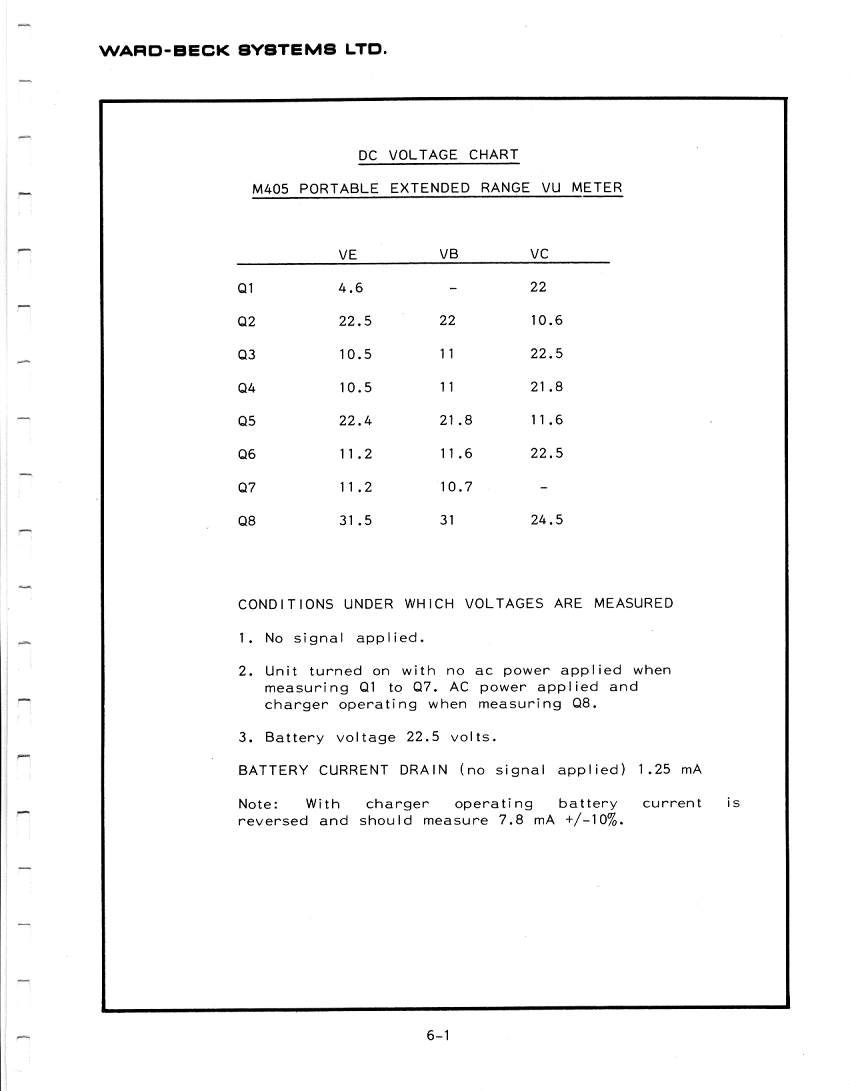 WARD-BECK SYSTEMS LTD.
DC VOLTAGE CHART
M405 PORTABLE EXTENDED RANGE VU METER
VE VB VC
Q1 4.6 - 22
Q2 22.5 22 10.6
Q3 10.5 11 22.5
Q4 10.5 11 21.8
Q5 22.4 21.8 11.6
Q6 11.2 11.6 22.5
Q7 11.2 10.7 -
Q8 31.5 31 24.5
CONDITIONS UNDER WHICH VOLTAGES ARE MEASURED
1. No signal applied.
2. Unit turned on with no ac power applied when
measuring Q1 to Q7. AC power applied and
charger operating when measuring Q8.
3. Battery voltage 22.5 volts.
BATTERY CURRENT DRAIN (no signal applied) 1.25 mA
Note: With charger operating battery current is
reversed and should measure 7.8 mA +/-10%.
6-1